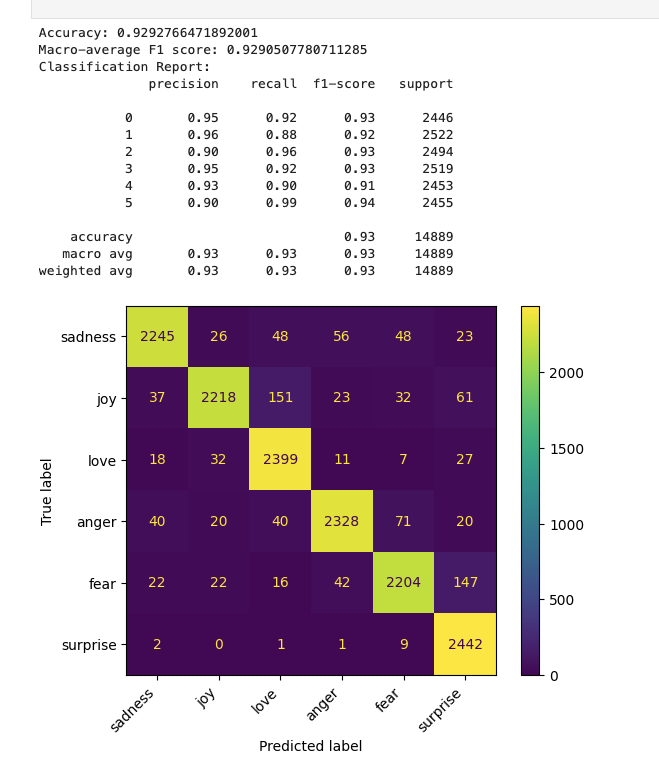 Accuracy: 0.9292766471892001
Macro-average F1 score: 0.9290507780711285
Classification Report:
precision recall f1-score support
0 0.95 0.92 0.93 2446
1 0.96 0.88 0.92 2522
2 0.90 0.96 0.93 2494
3 0.95 0.92 0.93 2519
4 0.93 0.90 0.91 2453
5 0.90 0.99 0.94 2455
accuracy 0.93 14889
macro avg 0.93 0.93 0.93 14889
weighted avg 0.93 0.93 0.93 14889
sadness 2245 26 48 56 48 23
joy 37 2218 151 23 32 61
love 18 32 2399 11 7 27
anger 40 20 40 2328 71 20
fear 22 22 16 42 2204 147
surprise 2 0 1 1 9 2442
True label
sadness joy love anger fear surprise
Predicted label
2000
1500
1000
500
0